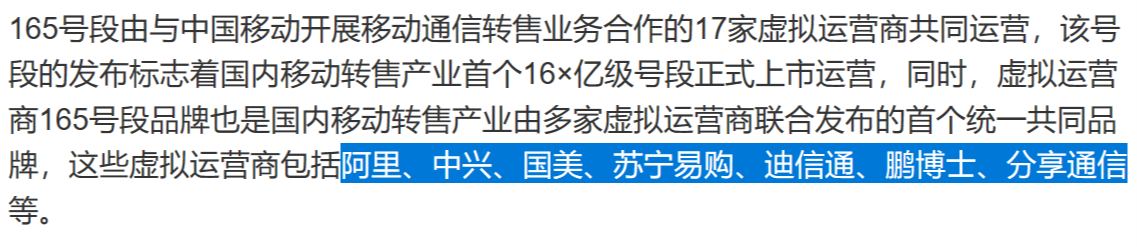 165号段由与中国移动开展移动通信转售业务合作的17家虚拟运营商共同运营，该号
段的发布标志着国内移动转售产业首个16×亿级号段正式上市运营，同时，虚拟运营
商165号段品牌也是国内移动转售产业由多家虚拟运营商联合发布的首个统一共同品
牌，这些虚拟运营商包括阿里、中兴、国美、苏宁易购、迪信通、鹏博士、分享通信
等。